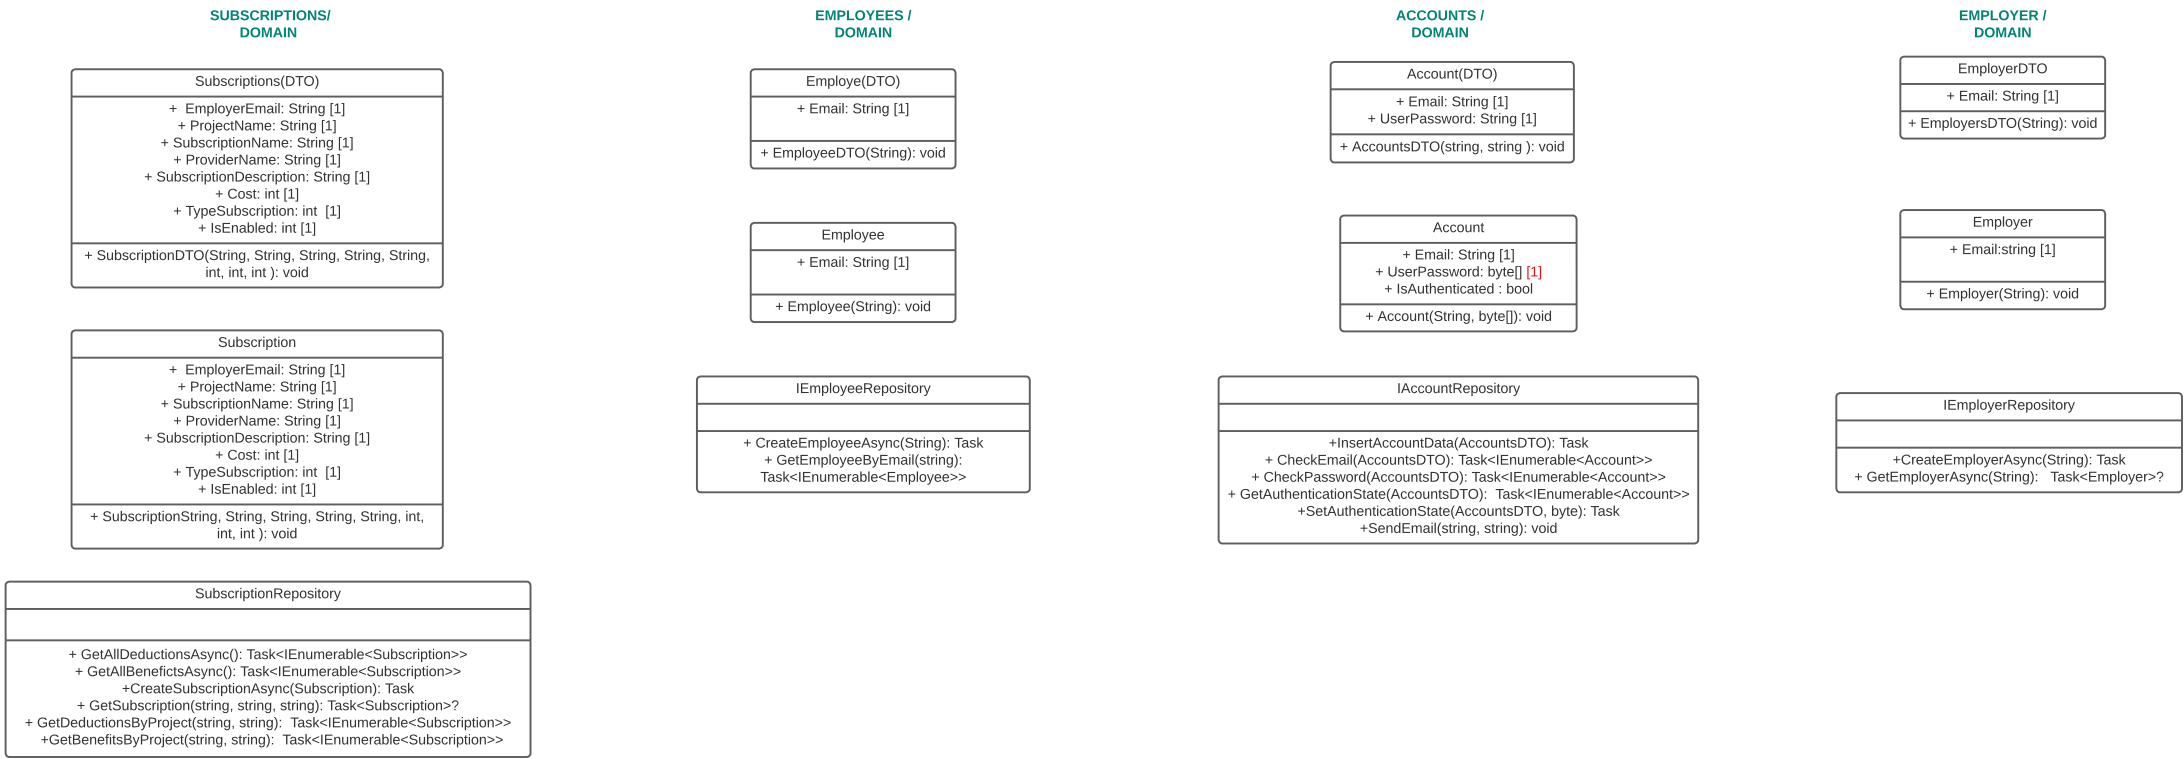 SUBSCRIPTIONS/
DOMAIN
Subscriptions(DTO)
+  EmployerEmail: String [1]
+ ProjectName: String [1]
+ SubscriptionName: String [1]
+ ProviderName: String [1]
+ SubscriptionDescription: String [1]
+ Cost: int [1]
+ TypeSubscription: int  [1]
+ IsEnabled: int [1]
+ SubscriptionDTO(String, String, String, String, String,
int, int, int ): void
Subscription
+  EmployerEmail: String [1]
+ ProjectName: String [1]
+ SubscriptionName: String [1]
+ ProviderName: String [1]
+ SubscriptionDescription: String [1]
+ Cost: int [1]
+ TypeSubscription: int  [1]
+ IsEnabled: int [1]
+ SubscriptionString, String, String, String, String, int,
int, int ): void
SubscriptionRepository
+ GetAllDeductionsAsync(): Task<IEnumerable<Subscription>>
+ GetAllBenefictsAsync(): Task<IEnumerable<Subscription>>
+CreateSubscriptionAsync(Subscription): Task
+ GetSubscription(string, string, string): Task<Subscription>?
+ GetDeductionsByProject(string, string):  Task<IEnumerable<Subscription>>
+GetBenefitsByProject(string, string):  Task<IEnumerable<Subscription>>
EMPLOYEES /
DOMAIN
Employe(DTO)
+ Email: String [1]
+ EmployeeDTO(String): void
Employee
+ Email: String [1]
+ Employee(String): void
IEmployeeRepository
+ CreateEmployeeAsync(String): Task
+ GetEmployeeByEmail(string):
Task<IEnumerable<Employee>>
ACCOUNTS /
DOMAIN
Account(DTO)
+ Email: String [1]
+ UserPassword: String [1]
+ AccountsDTO(string, string ): void
Account
+ Email: String [1]
+ UserPassword: byte[] [1]
+ IsAuthenticated : bool
+ Account(String, byte[]): void
IAccountRepository
+InsertAccountData(AccountsDTO): Task
+ CheckEmail(AccountsDTO): Task<IEnumerable<Account>>
+ CheckPassword(AccountsDTO): Task<IEnumerable<Account>>
+ GetAuthenticationState(AccountsDTO):  Task<IEnumerable<Account>>
+SetAuthenticationState(AccountsDTO, byte): Task
+SendEmail(string, string): void
EMPLOYER /
DOMAIN
EmployerDTO
+ Email: String [1]
+ EmployersDTO(String): void
Employer
+ Email:string [1]
+ Employer(String): void
IEmployerRepository
+CreateEmployerAsync(String): Task
+ GetEmployerAsync(String):   Task<Employer>?